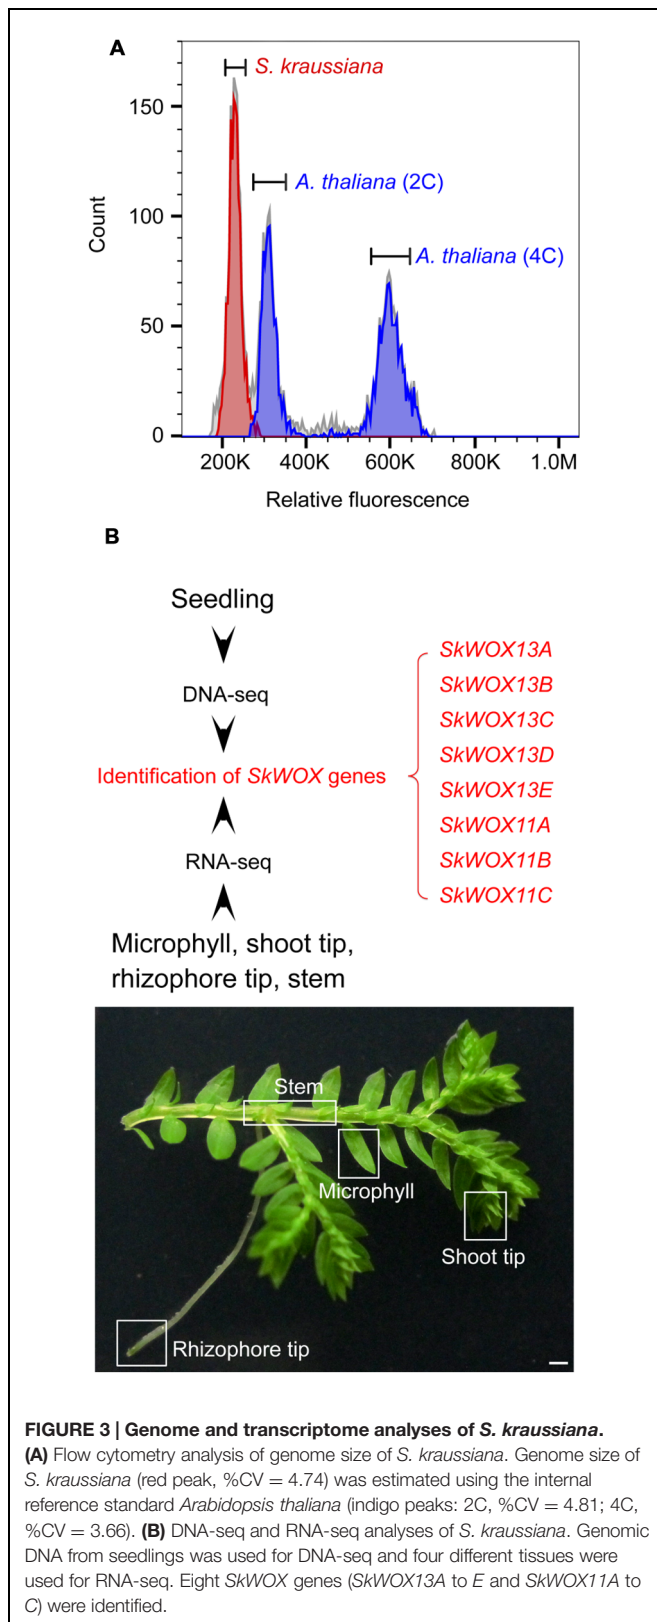 A
S. kraussiana
A. thaliana (2C)
A. thaliana (4C)
Count
150
100
50
0
200K 400K 600K 800K 1.0M
Relative fluorescence
B
Seedling
DNA-seq
Identification of SkWOX genes
RNA-seq
Microphyll, shoot tip,
rhizophore tip, stem
SkWOX13A
SkWOX13B
SkWOX13C
SkWOX13D
SkWOX13E
SkWOX11A
SkWOX11B
SkWOX11C
Stem
Microphyll
Shoot tip
Rhizophore tip
FIGURE 3 | Genome and transcriptome analyses of S. kraussiana.
(A) Flow cytometry analysis of genome size of S. kraussiana. Genome size of
S. kraussiana (red peak, %CV = 4.74) was estimated using the internal
reference standard Arabidopsis thaliana (indigo peaks: 2C, %CV = 4.81; 4C,
%CV = 3.66). (B) DNA-seq and RNA-seq analyses of S. kraussiana. Genomic
DNA from seedlings was used for DNA-seq and four different tissues were
used for RNA-seq. Eight SkWOX genes (SkWOX13A to E and SkWOX11A to
C) were identified.